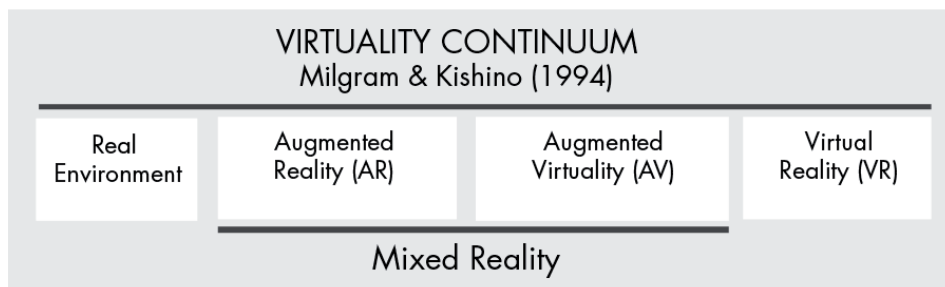 VIRTUALITY CONTINUUM
Milgram & Kishino (1994)
Real
Environment
Augmented
Reality (AR)
Augmented
Virtuality (AV)
Virtual
Reality (VR)
Mixed Reality